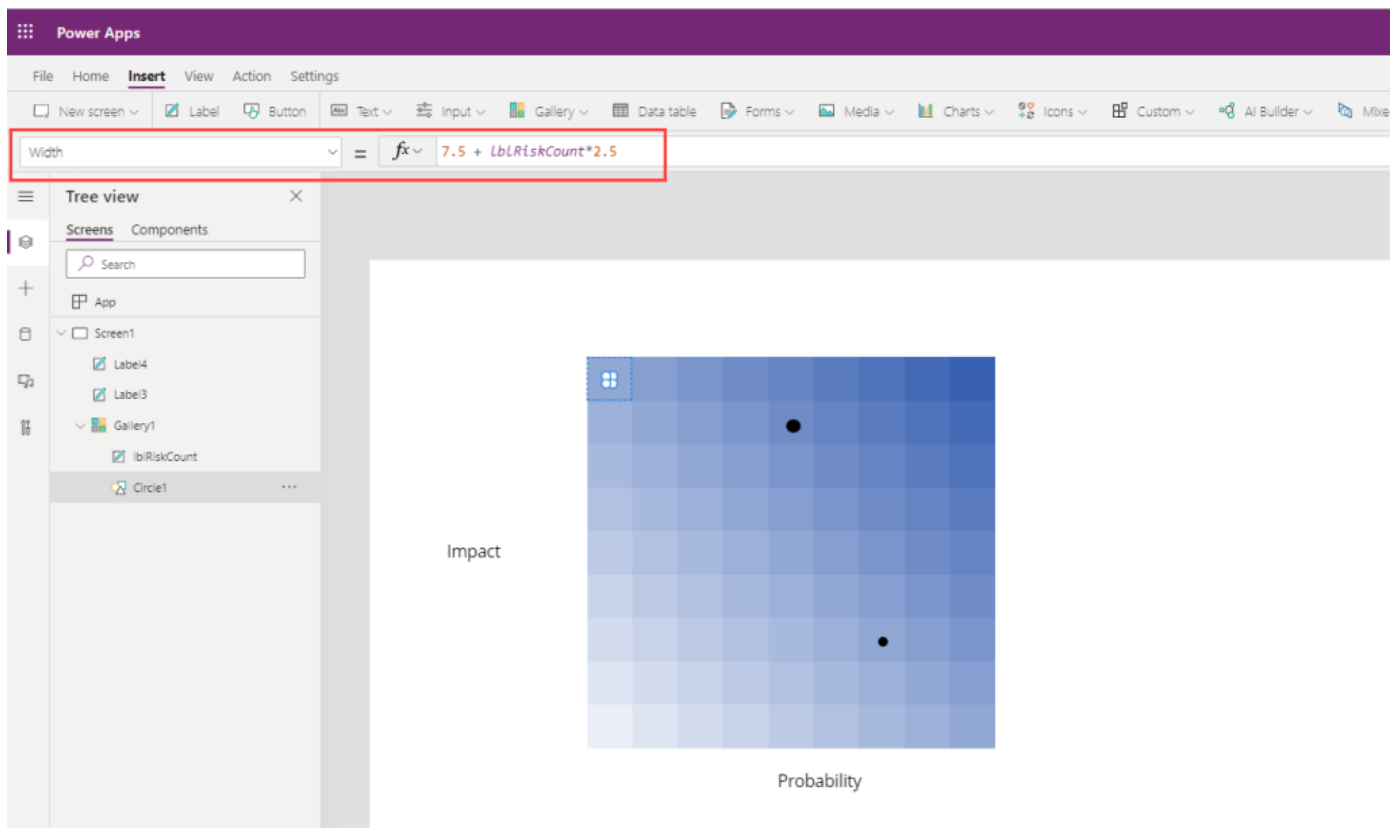 Power Apps
File Home Insert View Action Settings
New screen Label Button Abc Text Input Gallery Data table Forms Media Charts Icons Custom AI Builder Mixe
Width = fx 7.5 + lblRiskCount*2.5
Tree view
Screens Components
Search
App
Screen1
Label4
Label3
Gallery1
lblRiskCount
Circle1
Impact
Probability